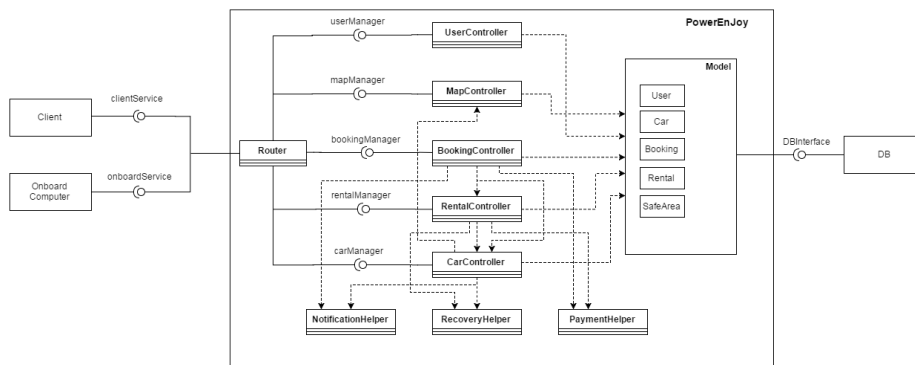 userManager
PowerEnJoy
UserController
Model
mapManager
MapController
User
clientService
Car
Client
DBInterface
bookingManager
Router
BookingController
Booking
DB
Onboard
Computer
onboardService
Rental
rentalManager
RentalController
SafeArea
carManager
CarController
NotificationHelper
RecoveryHelper
PaymentHelper